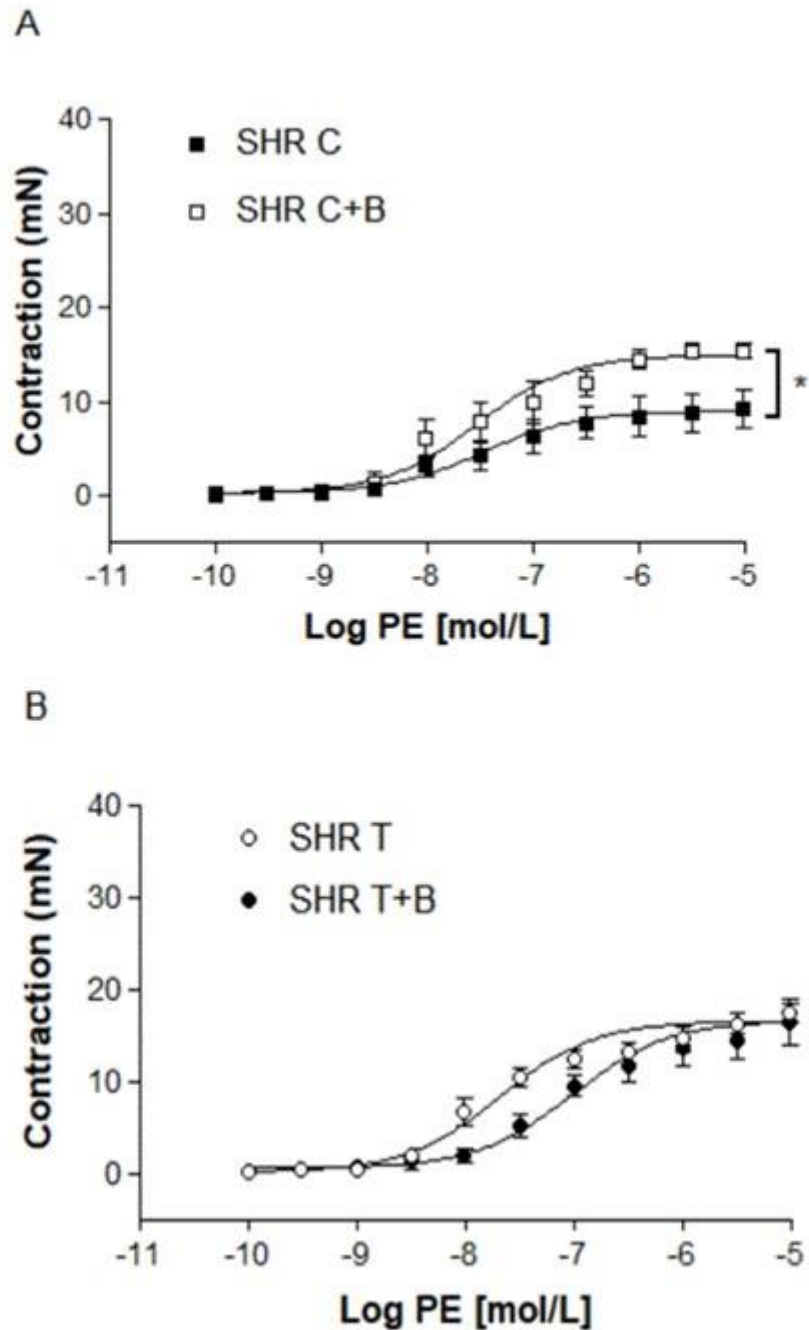 A
40
30
20
10
0
Contraction (mN)
SHR C
SHR C+B
*
-11 -10 -9 -8 -7 -6 -5
Log PE [mol/L]
B
40
30
20
10
0
Contraction (mN)
SHR T
SHR T+B
-11 -10 -9 -8 -7 -6 -5
Log PE [mol/L]